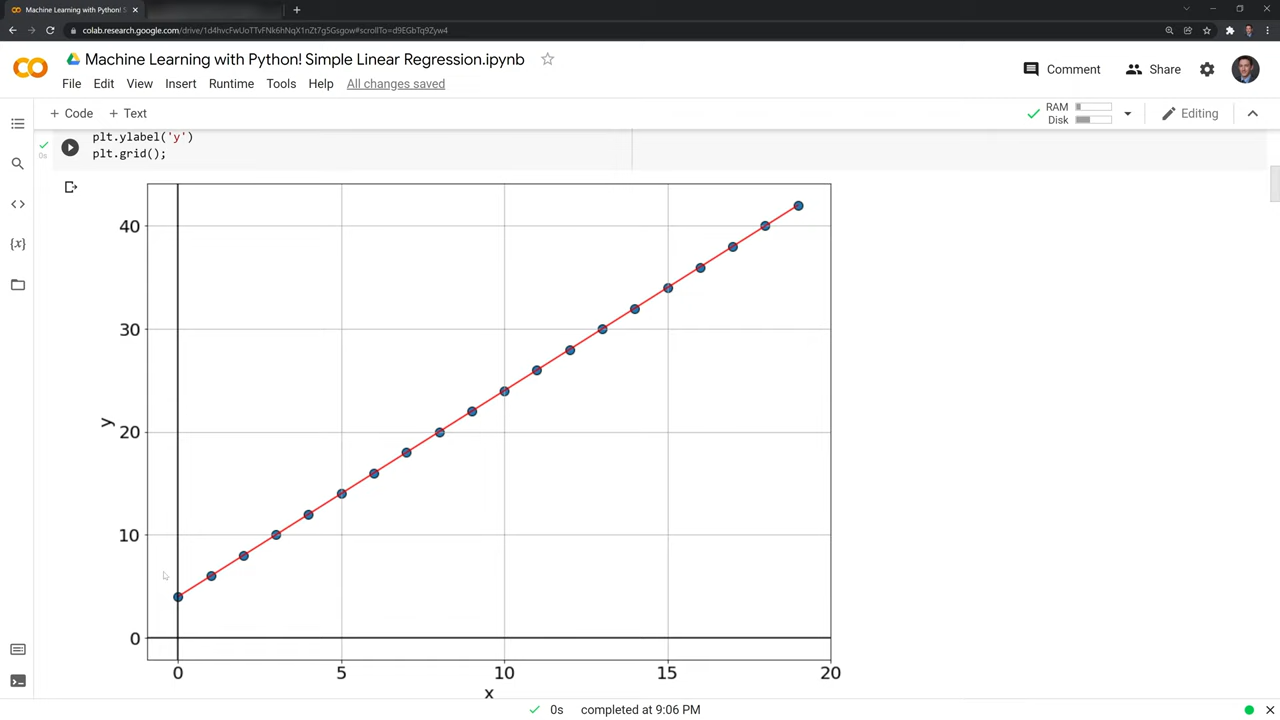 Machine Learning with Python! S
colab.research.google.com/drive/1d4hvcFwUoTTvFNk6hNqX1nZt7g5Gsgow#scrollTo=d9EGbTq9Zyw4
Machine Learning with Python! Simple Linear Regression.ipynb
Comment
Share
File Edit View Insert Runtime Tools Help All changes saved
+ Code + Text
RAM
Disk
Editing
plt.ylabel('y')
plt.grid();
0s
{x}
40
30
20
10
0
y
0 5 10 15 20
x
0s completed at 9:06 PM